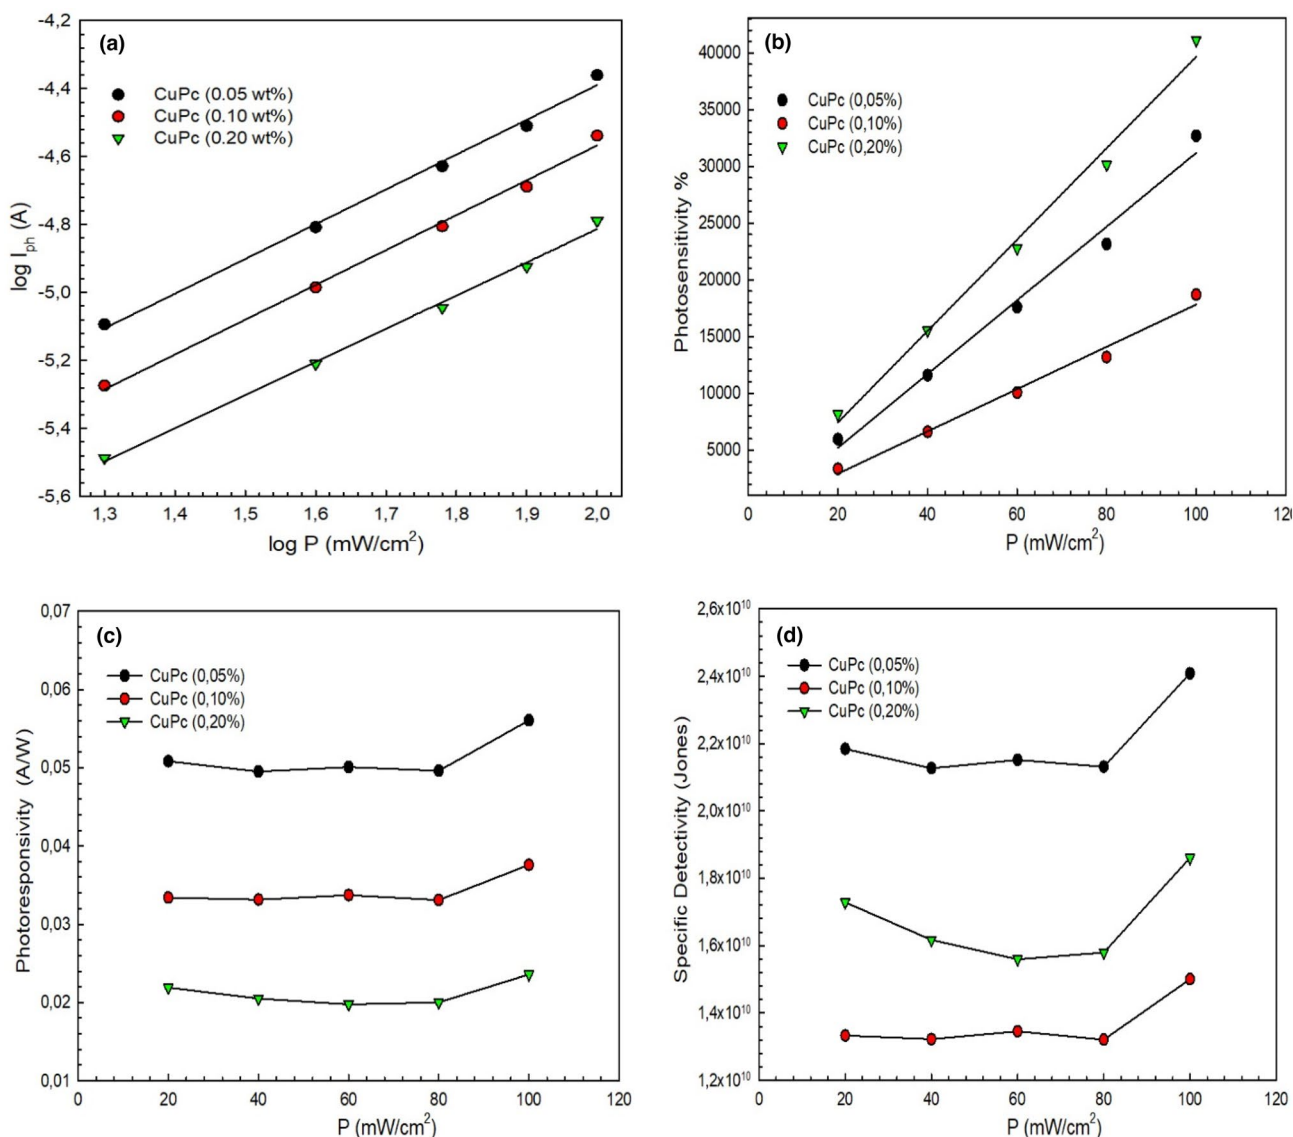 (a)
CuPc (0.05 wt%)
CuPc (0.10 wt%)
CuPc (0.20 wt%)
-4,2
-4,4
-4,6
-4,8
-5,0
-5,2
-5,4
-5,6
log Iph (A)
1,3 1,4 1,5 1,6 1,7 1,8 1,9 2,0
log P (mW/cm²)
(b)
CuPc (0,05%)
CuPc (0,10%)
CuPc (0,20%)
40000
35000
30000
25000
20000
15000
10000
5000
Photosensitivity %
0 20 40 60 80 100 120
P (mW/cm²)
(c)
CuPc (0,05%)
CuPc (0,10%)
CuPc (0,20%)
0,07
0,06
0,05
0,04
0,03
0,02
0,01
Photoresponsivity (A/W)
0 20 40 60 80 100 120
P (mW/cm²)
(d)
CuPc (0,05%)
CuPc (0,10%)
CuPc (0,20%)
2,6x10¹⁰
2,4x10¹⁰
2,2x10¹⁰
2,0x10¹⁰
1,8x10¹⁰
1,6x10¹⁰
1,4x10¹⁰
1,2x10¹⁰
Specific Detectivity (Jones)
0 20 40 60 80 100 120
P (mW/cm²)